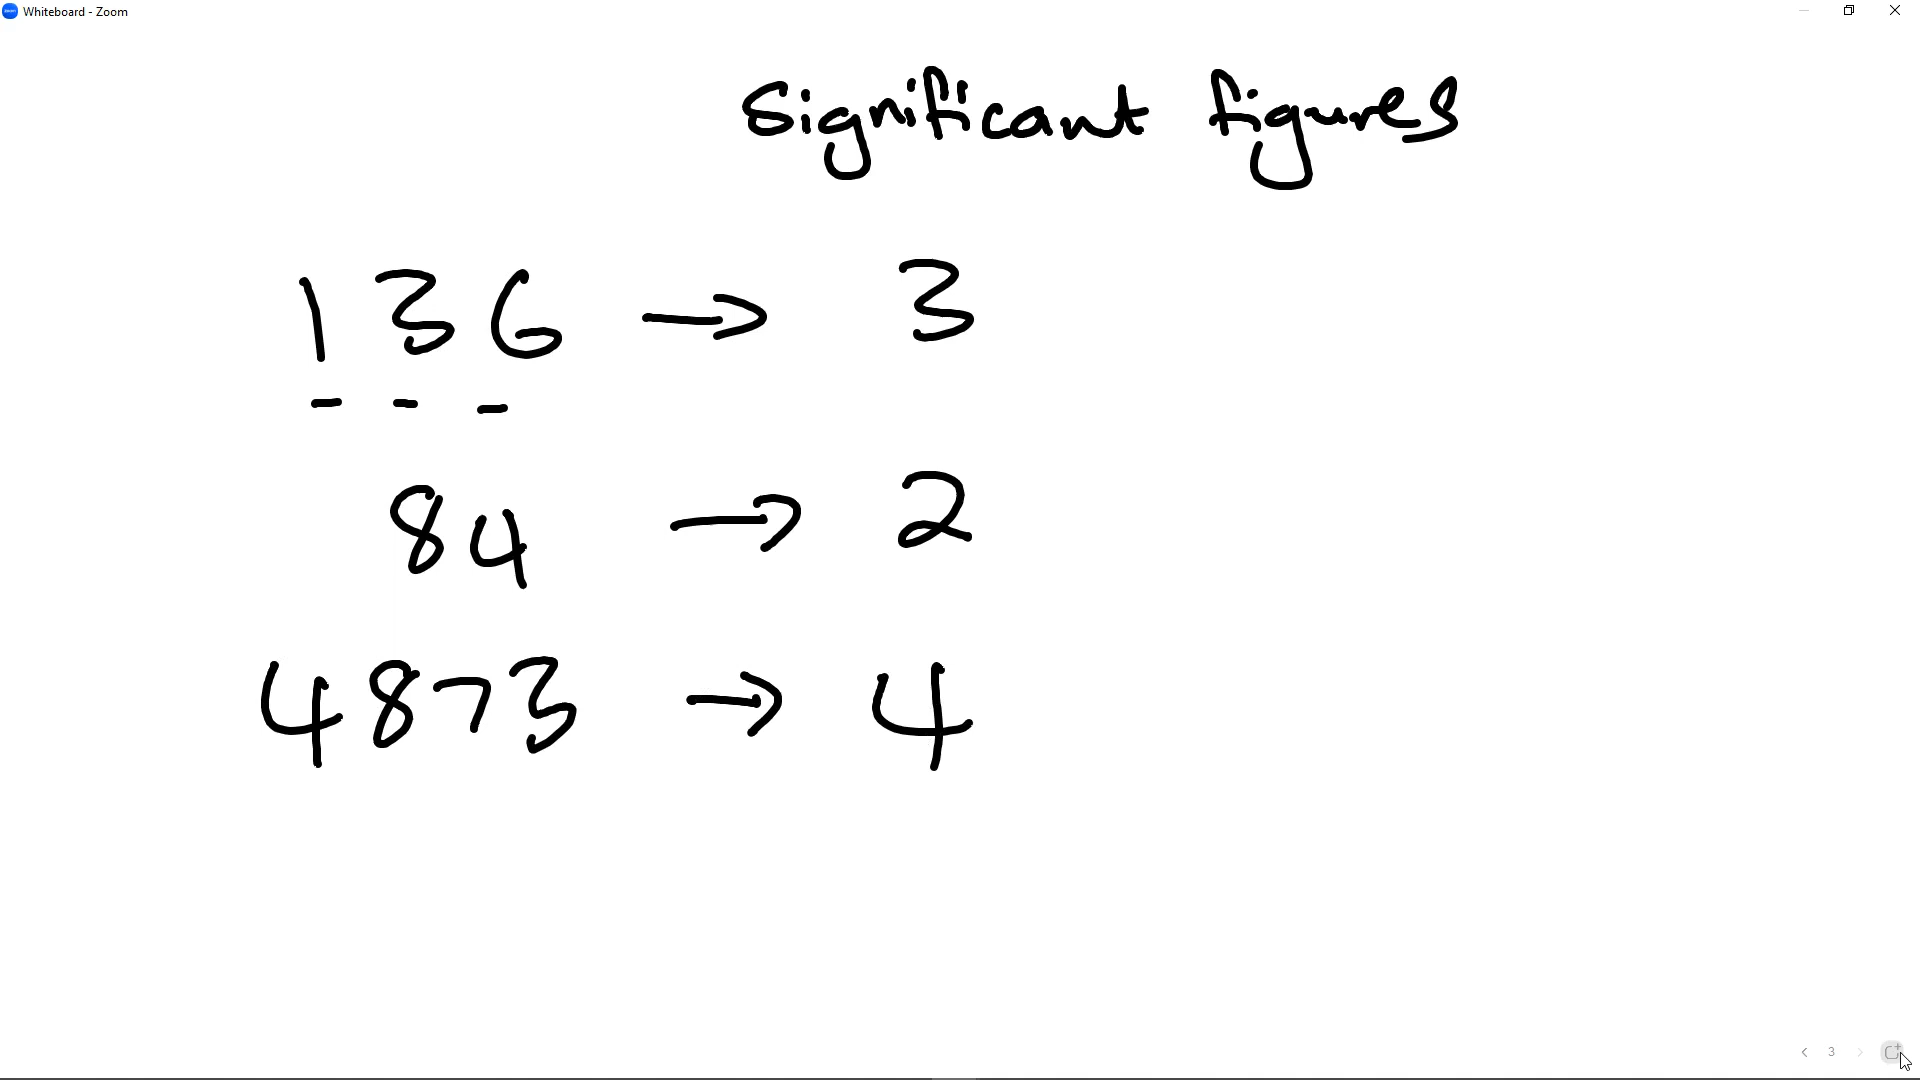 Whiteboard - Zoom
Significant figures
136 → 3
84 → 2
4873 → 4
3